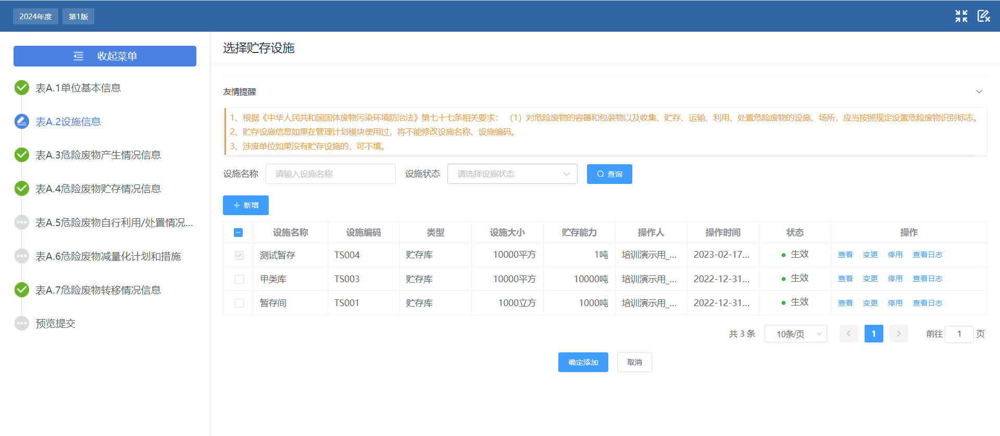 2024年度 第1版
收起菜单
表A.1单位基本信息
表A.2设施信息
表A.3危险废物产生情况信息
表A.4危险废物贮存情况信息
表A.5危险废物自行利用/处置情况...
表A.6危险废物减量化计划和措施
表A.7危险废物转移情况信息
预览提交
选择贮存设施
友情提醒
1、根据《中华人民共和国固体废物污染环境防治法》第七十七条相关要求： （1）对危险废物的容器和包装物以及收集、贮存、运输、利用、处置危险废物的设施、场所，应当按照规定设置危险废物识别标志。
2、贮存设施信息如果在管理计划模块使用过，将不能修改设施名称、设施编码。
3、涉废单位如果没有贮存设施的，可不填。
设施名称 请输入设施名称 设施状态 请选择设施状态 查询
新增
设施名称 设施编码 类型 设施大小 贮存能力 操作人 操作时间 状态 操作
测试暂存 TS004 贮存库 10000平方 1吨 培训演示用_... 2023-02-17... 生效 查看 变更 停用 查看日志
甲类库 TS003 贮存库 10000平方 10000吨 培训演示用_... 2022-12-31... 生效 查看 变更 停用 查看日志
暂存间 TS001 贮存库 1000立方 1000吨 培训演示用_... 2022-12-31... 生效 查看 变更 停用 查看日志
共 3 条 10条/页 1 前往 1 页
确定添加 取消